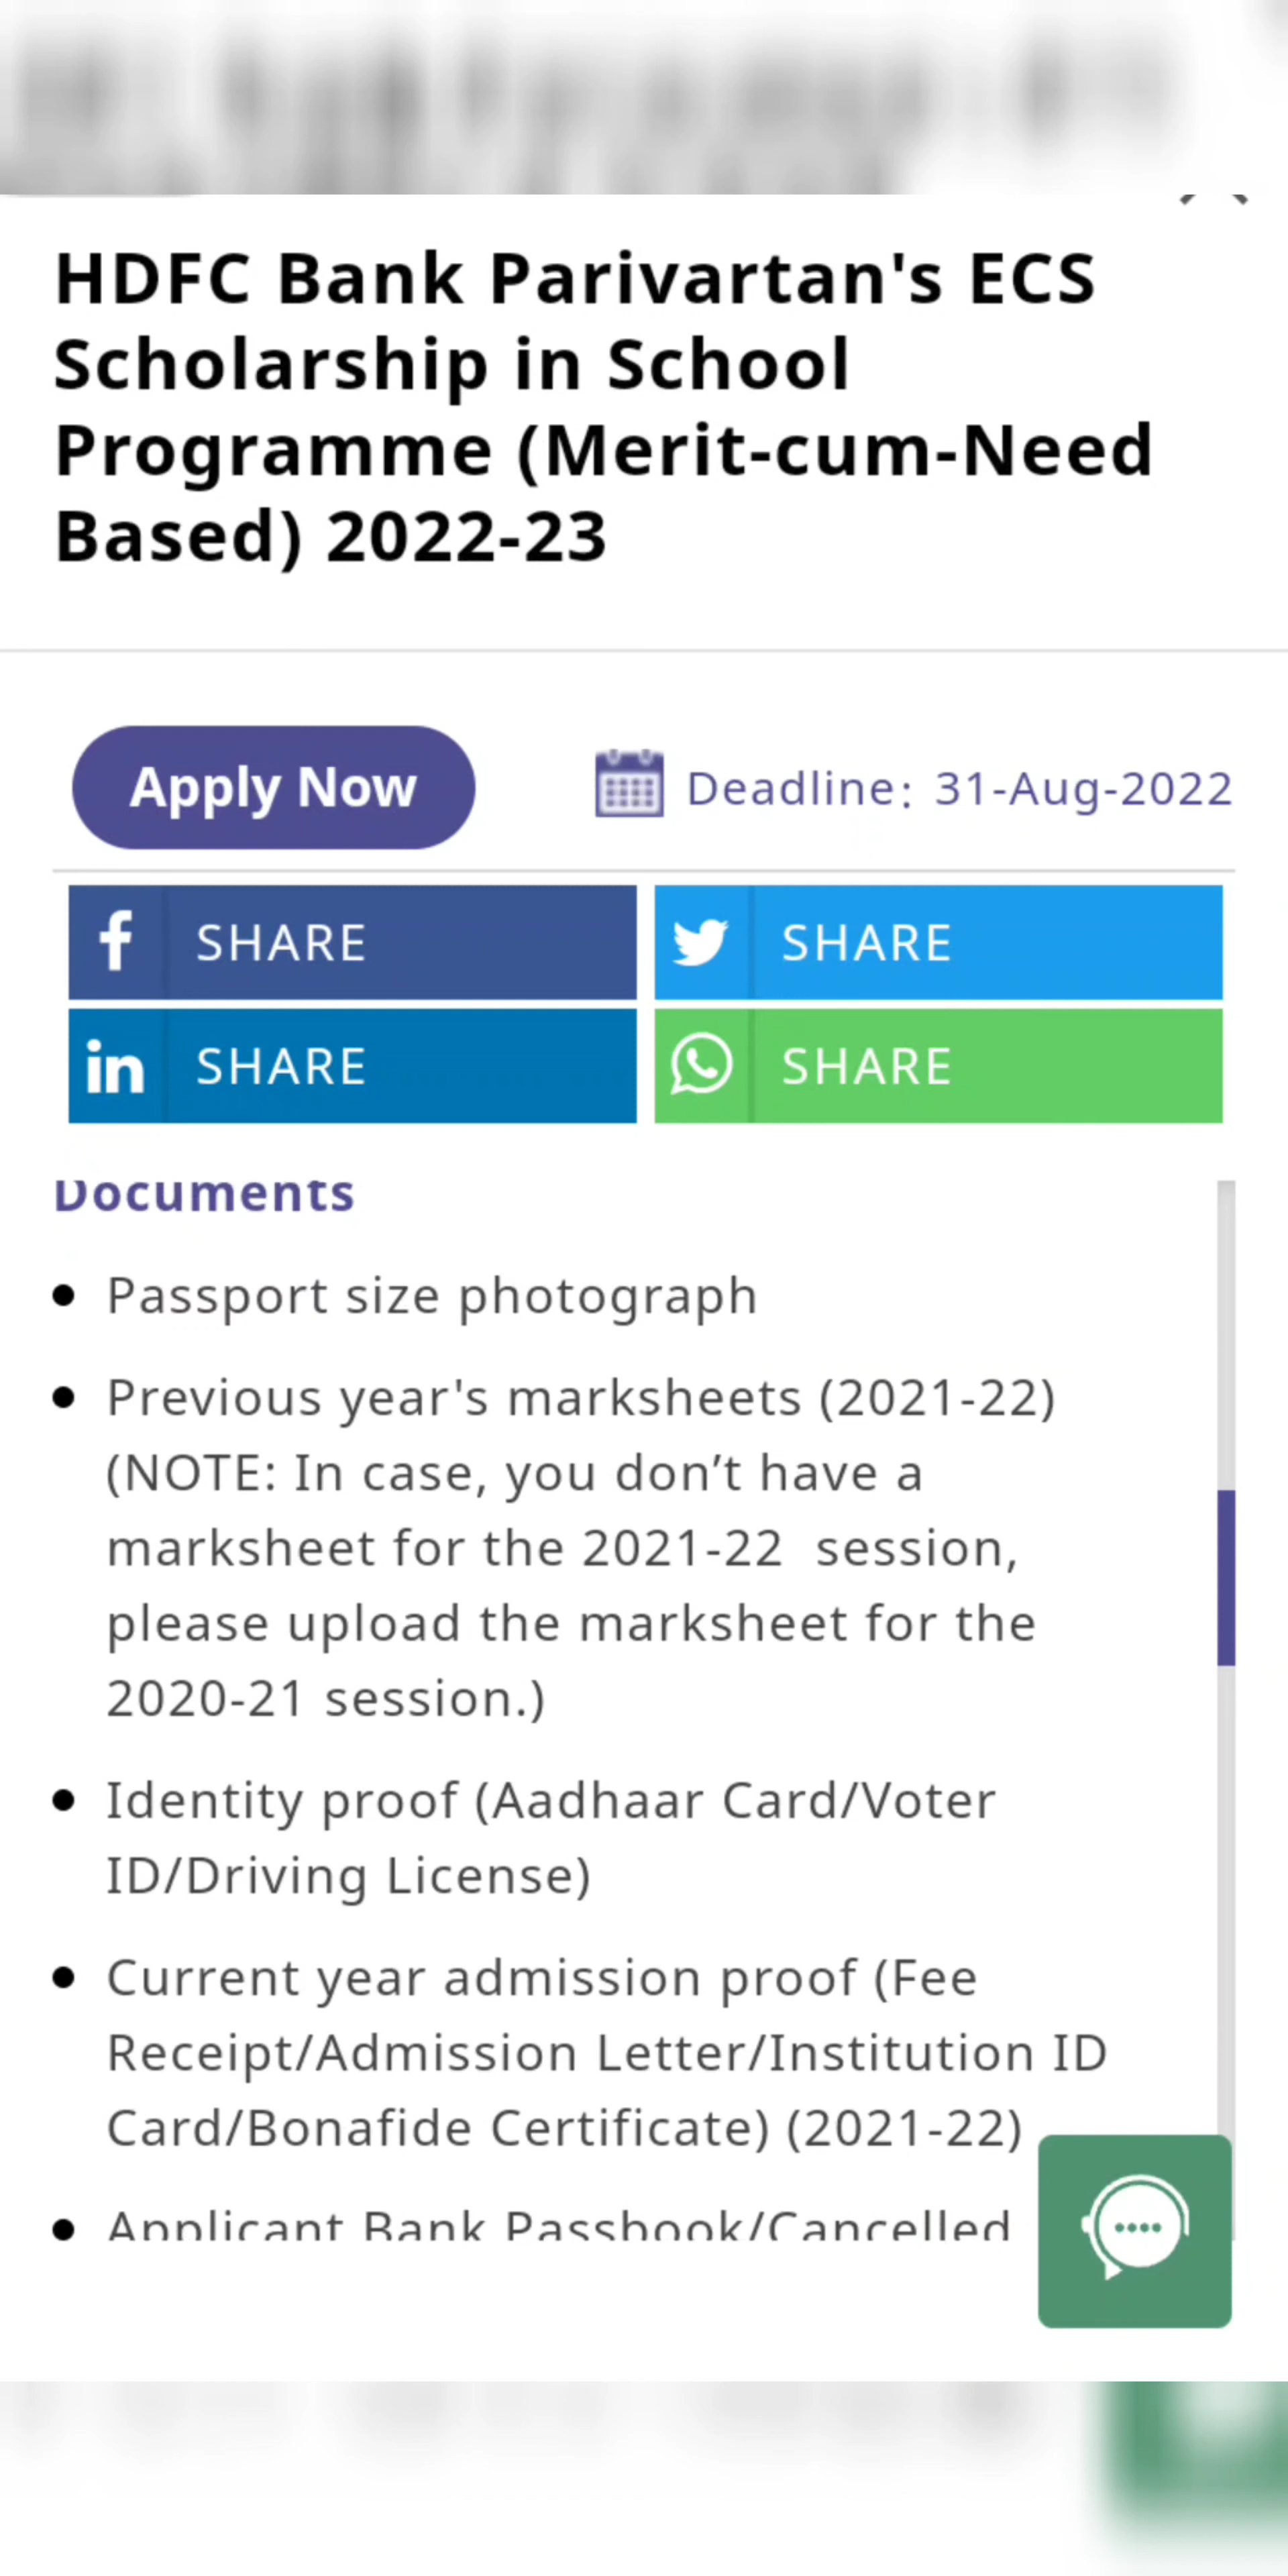 HDFC Bank Parivartan's ECS
Scholarship in School
Programme (Merit-cum-Need
Based) 2022-23
Apply Now
Deadline: 31-Aug-2022
SHARE
SHARE
SHARE
SHARE
Documents
Passport size photograph
Previous year's marksheets (2021-22)
(NOTE: In case, you don’t have a
marksheet for the 2021-22 session,
please upload the marksheet for the
2020-21 session.)
Identity proof (Aadhaar Card/Voter
ID/Driving License)
Current year admission proof (Fee
Receipt/Admission Letter/Institution ID
Card/Bonafide Certificate) (2021-22)
Applicant Bank Passbook/Cancelled